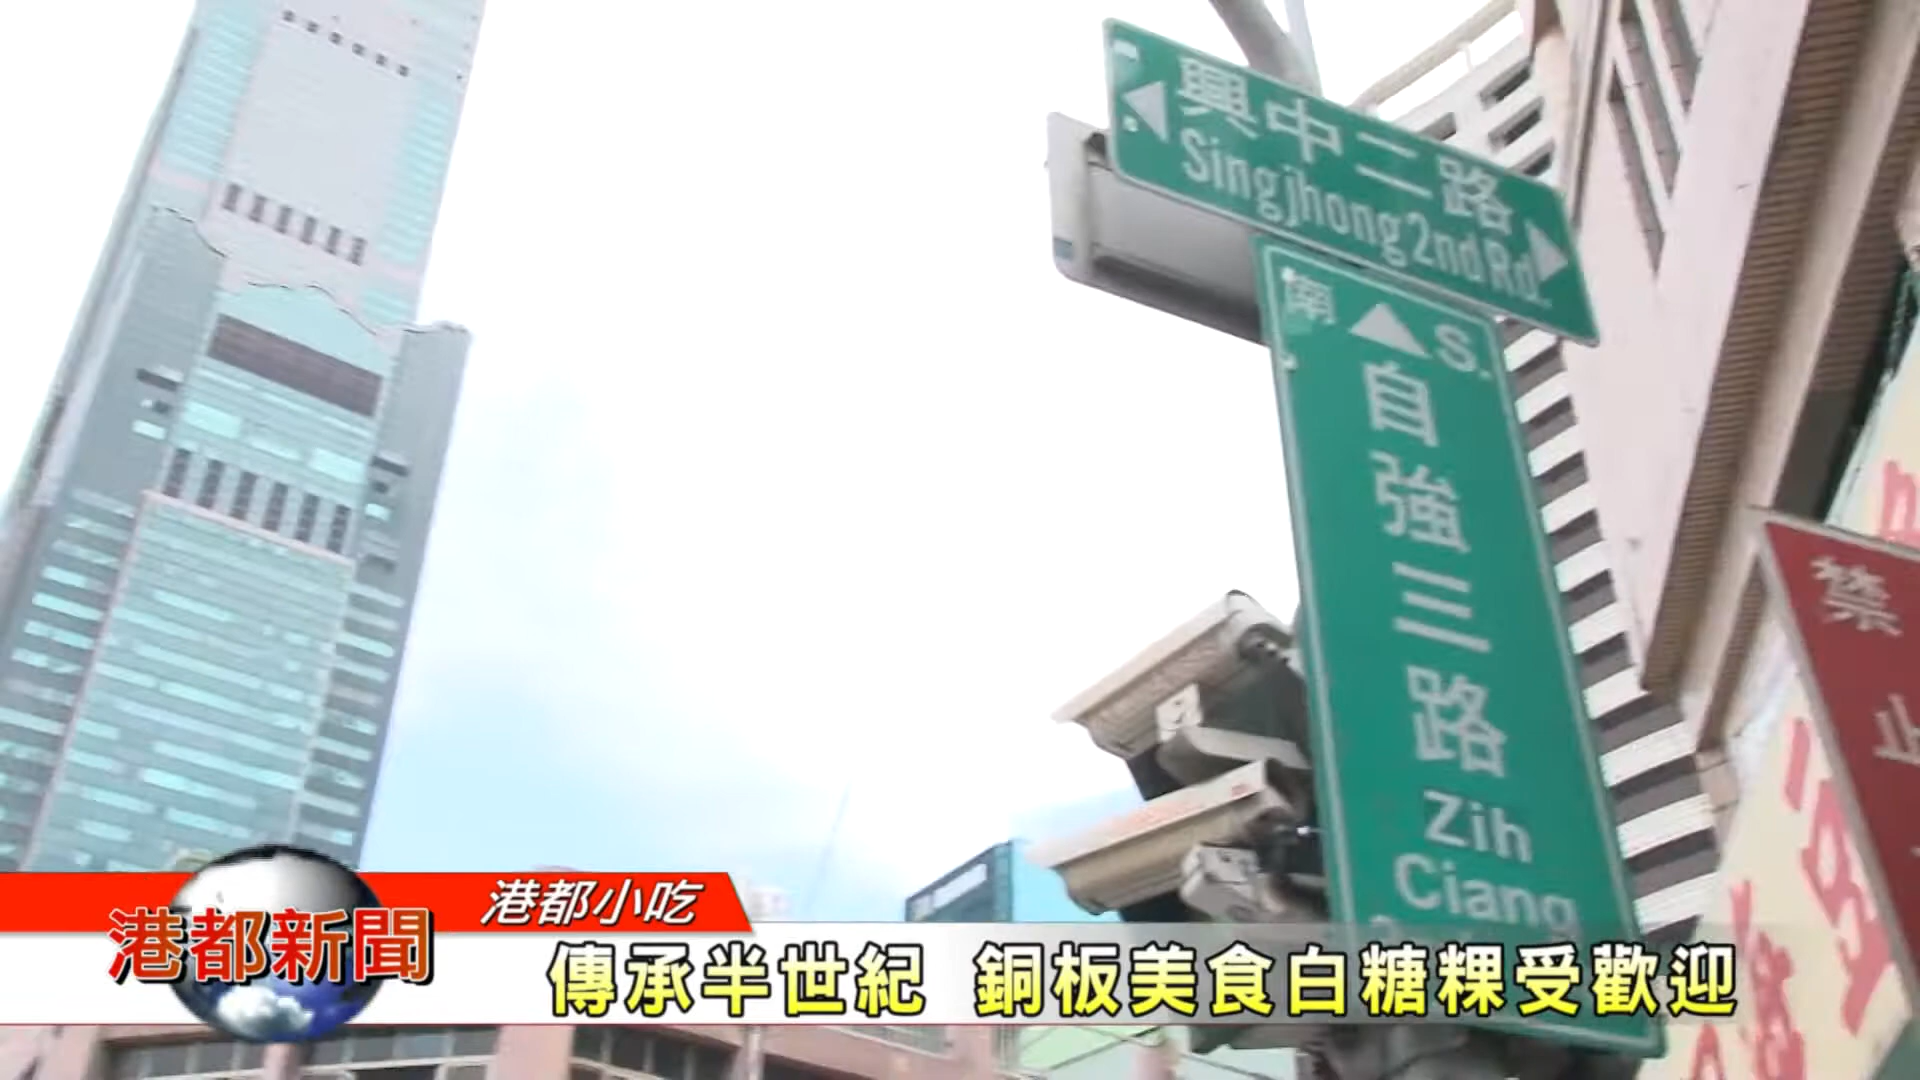 興中二路
Singjhong 2nd Rd.
南 S.
自強三路
Zih
Ciang
禁止
港都小吃
港都新聞
傳承半世紀 銅板美食白糖粿受歡迎